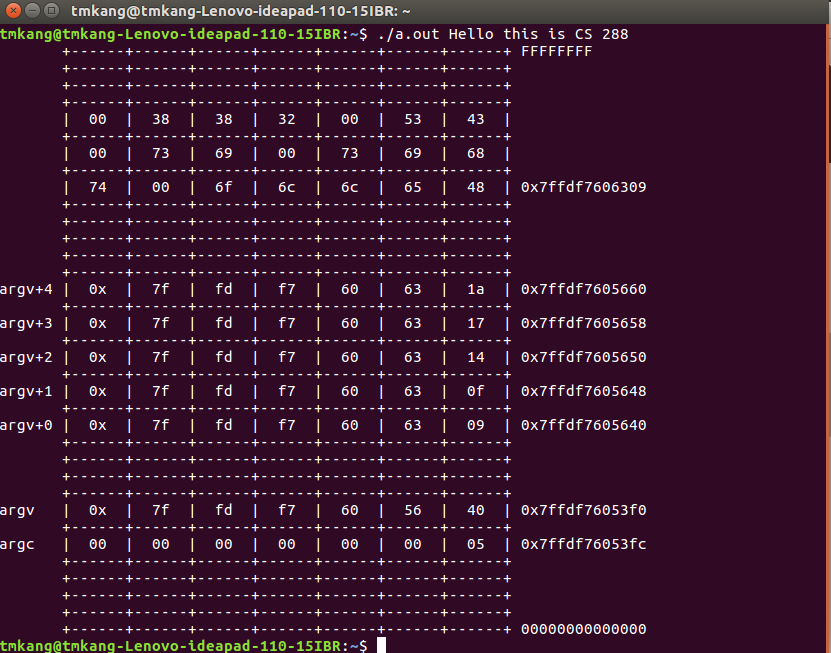 tmkang@tmkang-Lenovo-ideapad-110-15IBR: ~
tmkang@tmkang-Lenovo-ideapad-110-15IBR:~$ ./a.out Hello this is CS 288
+------+------+------+------+------+------+------+ FFFFFFFF
+------+------+------+------+------+------+------+
+------+------+------+------+------+------+------+
+------+------+------+------+------+------+------+
|  00  |  38  |  38  |  32  |  00  |  53  |  43  |
+------+------+------+------+------+------+------+
|  00  |  73  |  69  |  00  |  73  |  69  |  68  |
+------+------+------+------+------+------+------+
|  74  |  00  |  6f  |  6c  |  6c  |  65  |  48  | 0x7ffdf7606309
+------+------+------+------+------+------+------+
+------+------+------+------+------+------+------+
+------+------+------+------+------+------+------+
+------+------+------+------+------+------+------+
+------+------+------+------+------+------+------+
argv+4 |  0x  |  7f  |  fd  |  f7  |  60  |  63  |  1a  | 0x7ffdf7605660
+------+------+------+------+------+------+------+
argv+3 |  0x  |  7f  |  fd  |  f7  |  60  |  63  |  17  | 0x7ffdf7605658
+------+------+------+------+------+------+------+
argv+2 |  0x  |  7f  |  fd  |  f7  |  60  |  63  |  14  | 0x7ffdf7605650
+------+------+------+------+------+------+------+
argv+1 |  0x  |  7f  |  fd  |  f7  |  60  |  63  |  0f  | 0x7ffdf7605648
+------+------+------+------+------+------+------+
argv+0 |  0x  |  7f  |  fd  |  f7  |  60  |  63  |  09  | 0x7ffdf7605640
+------+------+------+------+------+------+------+
+------+------+------+------+------+------+------+
+------+------+------+------+------+------+------+
+------+------+------+------+------+------+------+
argv   |  0x  |  7f  |  fd  |  f7  |  60  |  56  |  40  | 0x7ffdf76053f0
+------+------+------+------+------+------+------+
argc   |  00  |  00  |  00  |  00  |  00  |  00  |  05  | 0x7ffdf76053fc
+------+------+------+------+------+------+------+
+------+------+------+------+------+------+------+
+------+------+------+------+------+------+------+
+------+------+------+------+------+------+------+
+------+------+------+------+------+------+------+ 00000000000000
tmkang@tmkang-Lenovo-ideapad-110-15IBR:~$